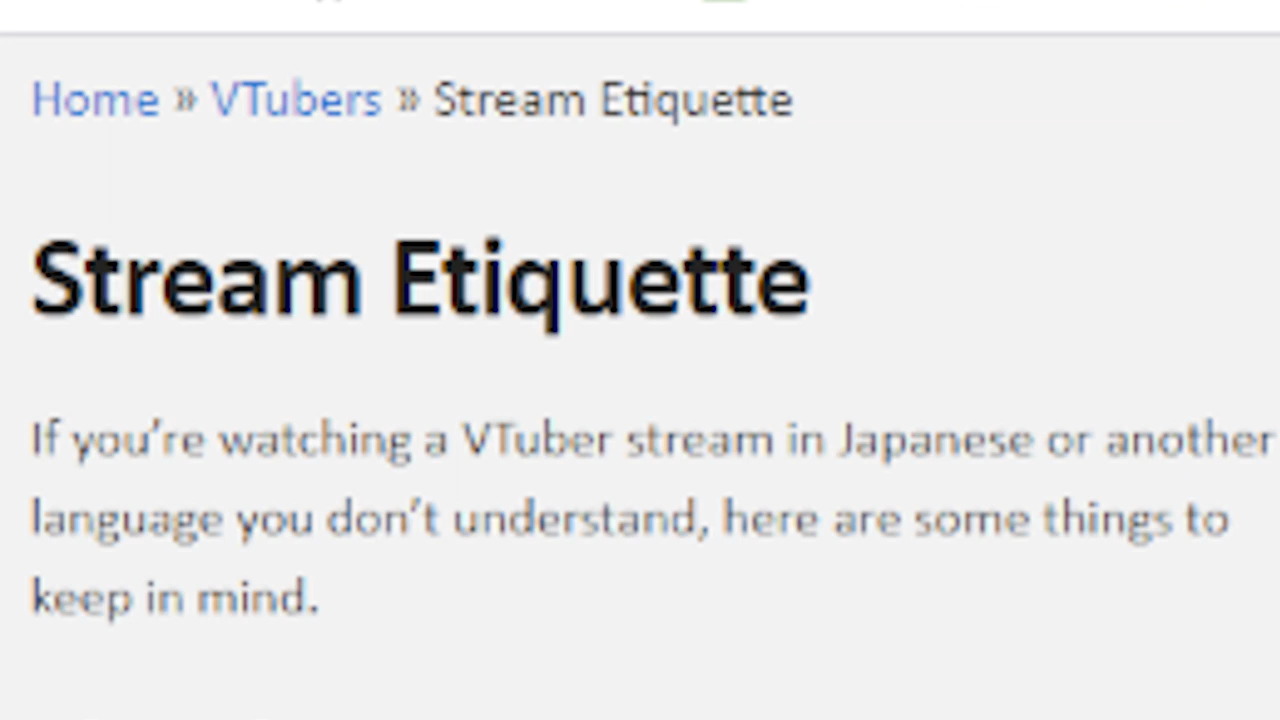 Home » VTubers » Stream Etiquette
Stream Etiquette
If you’re watching a VTuber stream in Japanese or another
language you don’t understand, here are some things to
keep in mind.